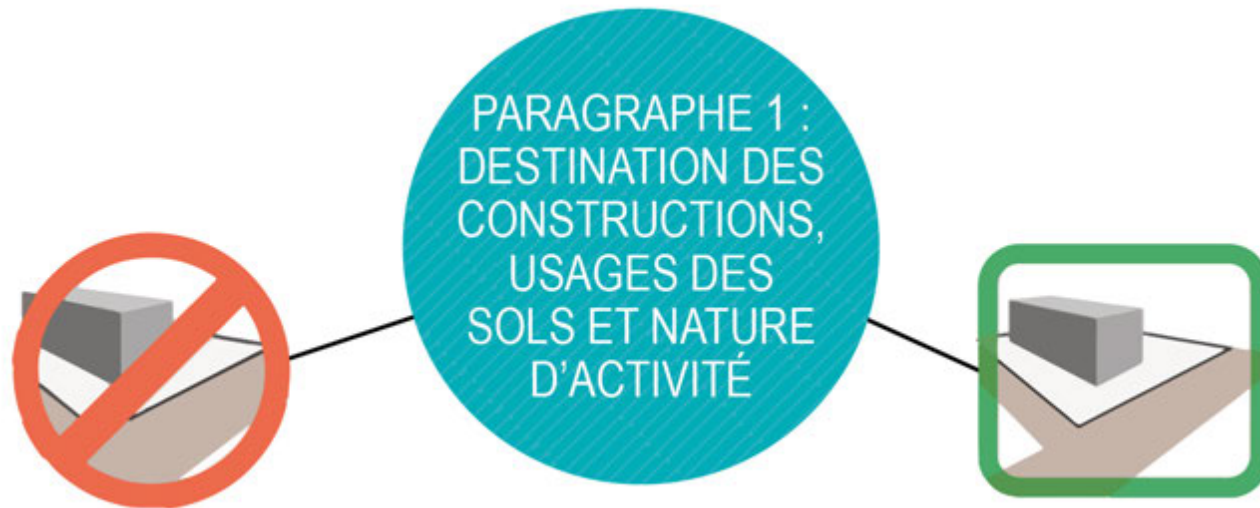 PARAGRAPHE 1 :
DESTINATION DES
CONSTRUCTIONS,
USAGES DES
SOLS ET NATURE
D'ACTIVITÉ